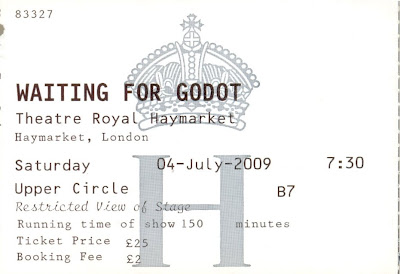 83327
WAITING FOR GODOT
Theatre Royal Haymarket
Haymarket, London
Saturday 04-July-2009 7:30
Upper Circle B7
Restricted View of Stage
Running time of show 150 minutes
Ticket Price £25
Booking Fee £2
H